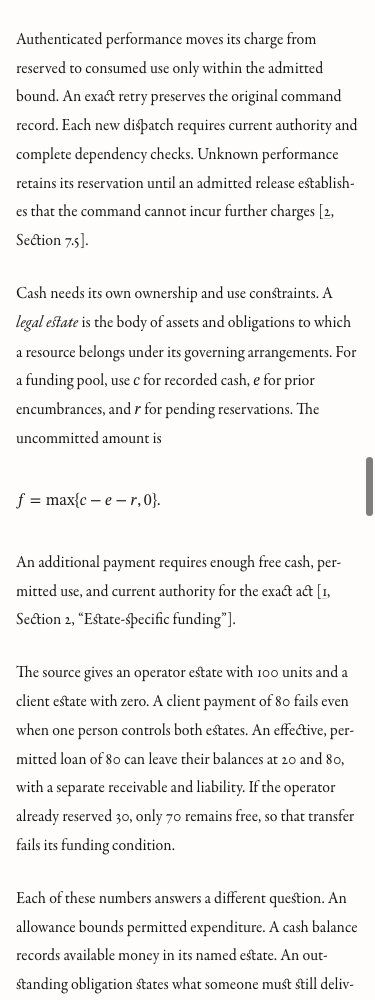 Authenticated performance moves its charge from
reserved to consumed use only within the admitted
bound. An exact retry preserves the original command
record. Each new dispatch requires current authority and
complete dependency checks. Unknown performance
retains its reservation until an admitted release establish-
es that the command cannot incur further charges [2,
Section 7.5].
Cash needs its own ownership and use constraints. A
legal estate is the body of assets and obligations to which
a resource belongs under its governing arrangements. For
a funding pool, use c for recorded cash, e for prior
encumbrances, and r for pending reservations. The
uncommitted amount is
f = max{c − e − r, 0}.
An additional payment requires enough free cash, per-
mitted use, and current authority for the exact act [1,
Section 2, “Estate-specific funding”].
The source gives an operator estate with 100 units and a
client estate with zero. A client payment of 80 fails even
when one person controls both estates. An effective, per-
mitted loan of 80 can leave their balances at 20 and 80,
with a separate receivable and liability. If the operator
already reserved 30, only 70 remains free, so that transfer
fails its funding condition.
Each of these numbers answers a different question. An
allowance bounds permitted expenditure. A cash balance
records available money in its named estate. An out-
standing obligation states what someone must still deliv-